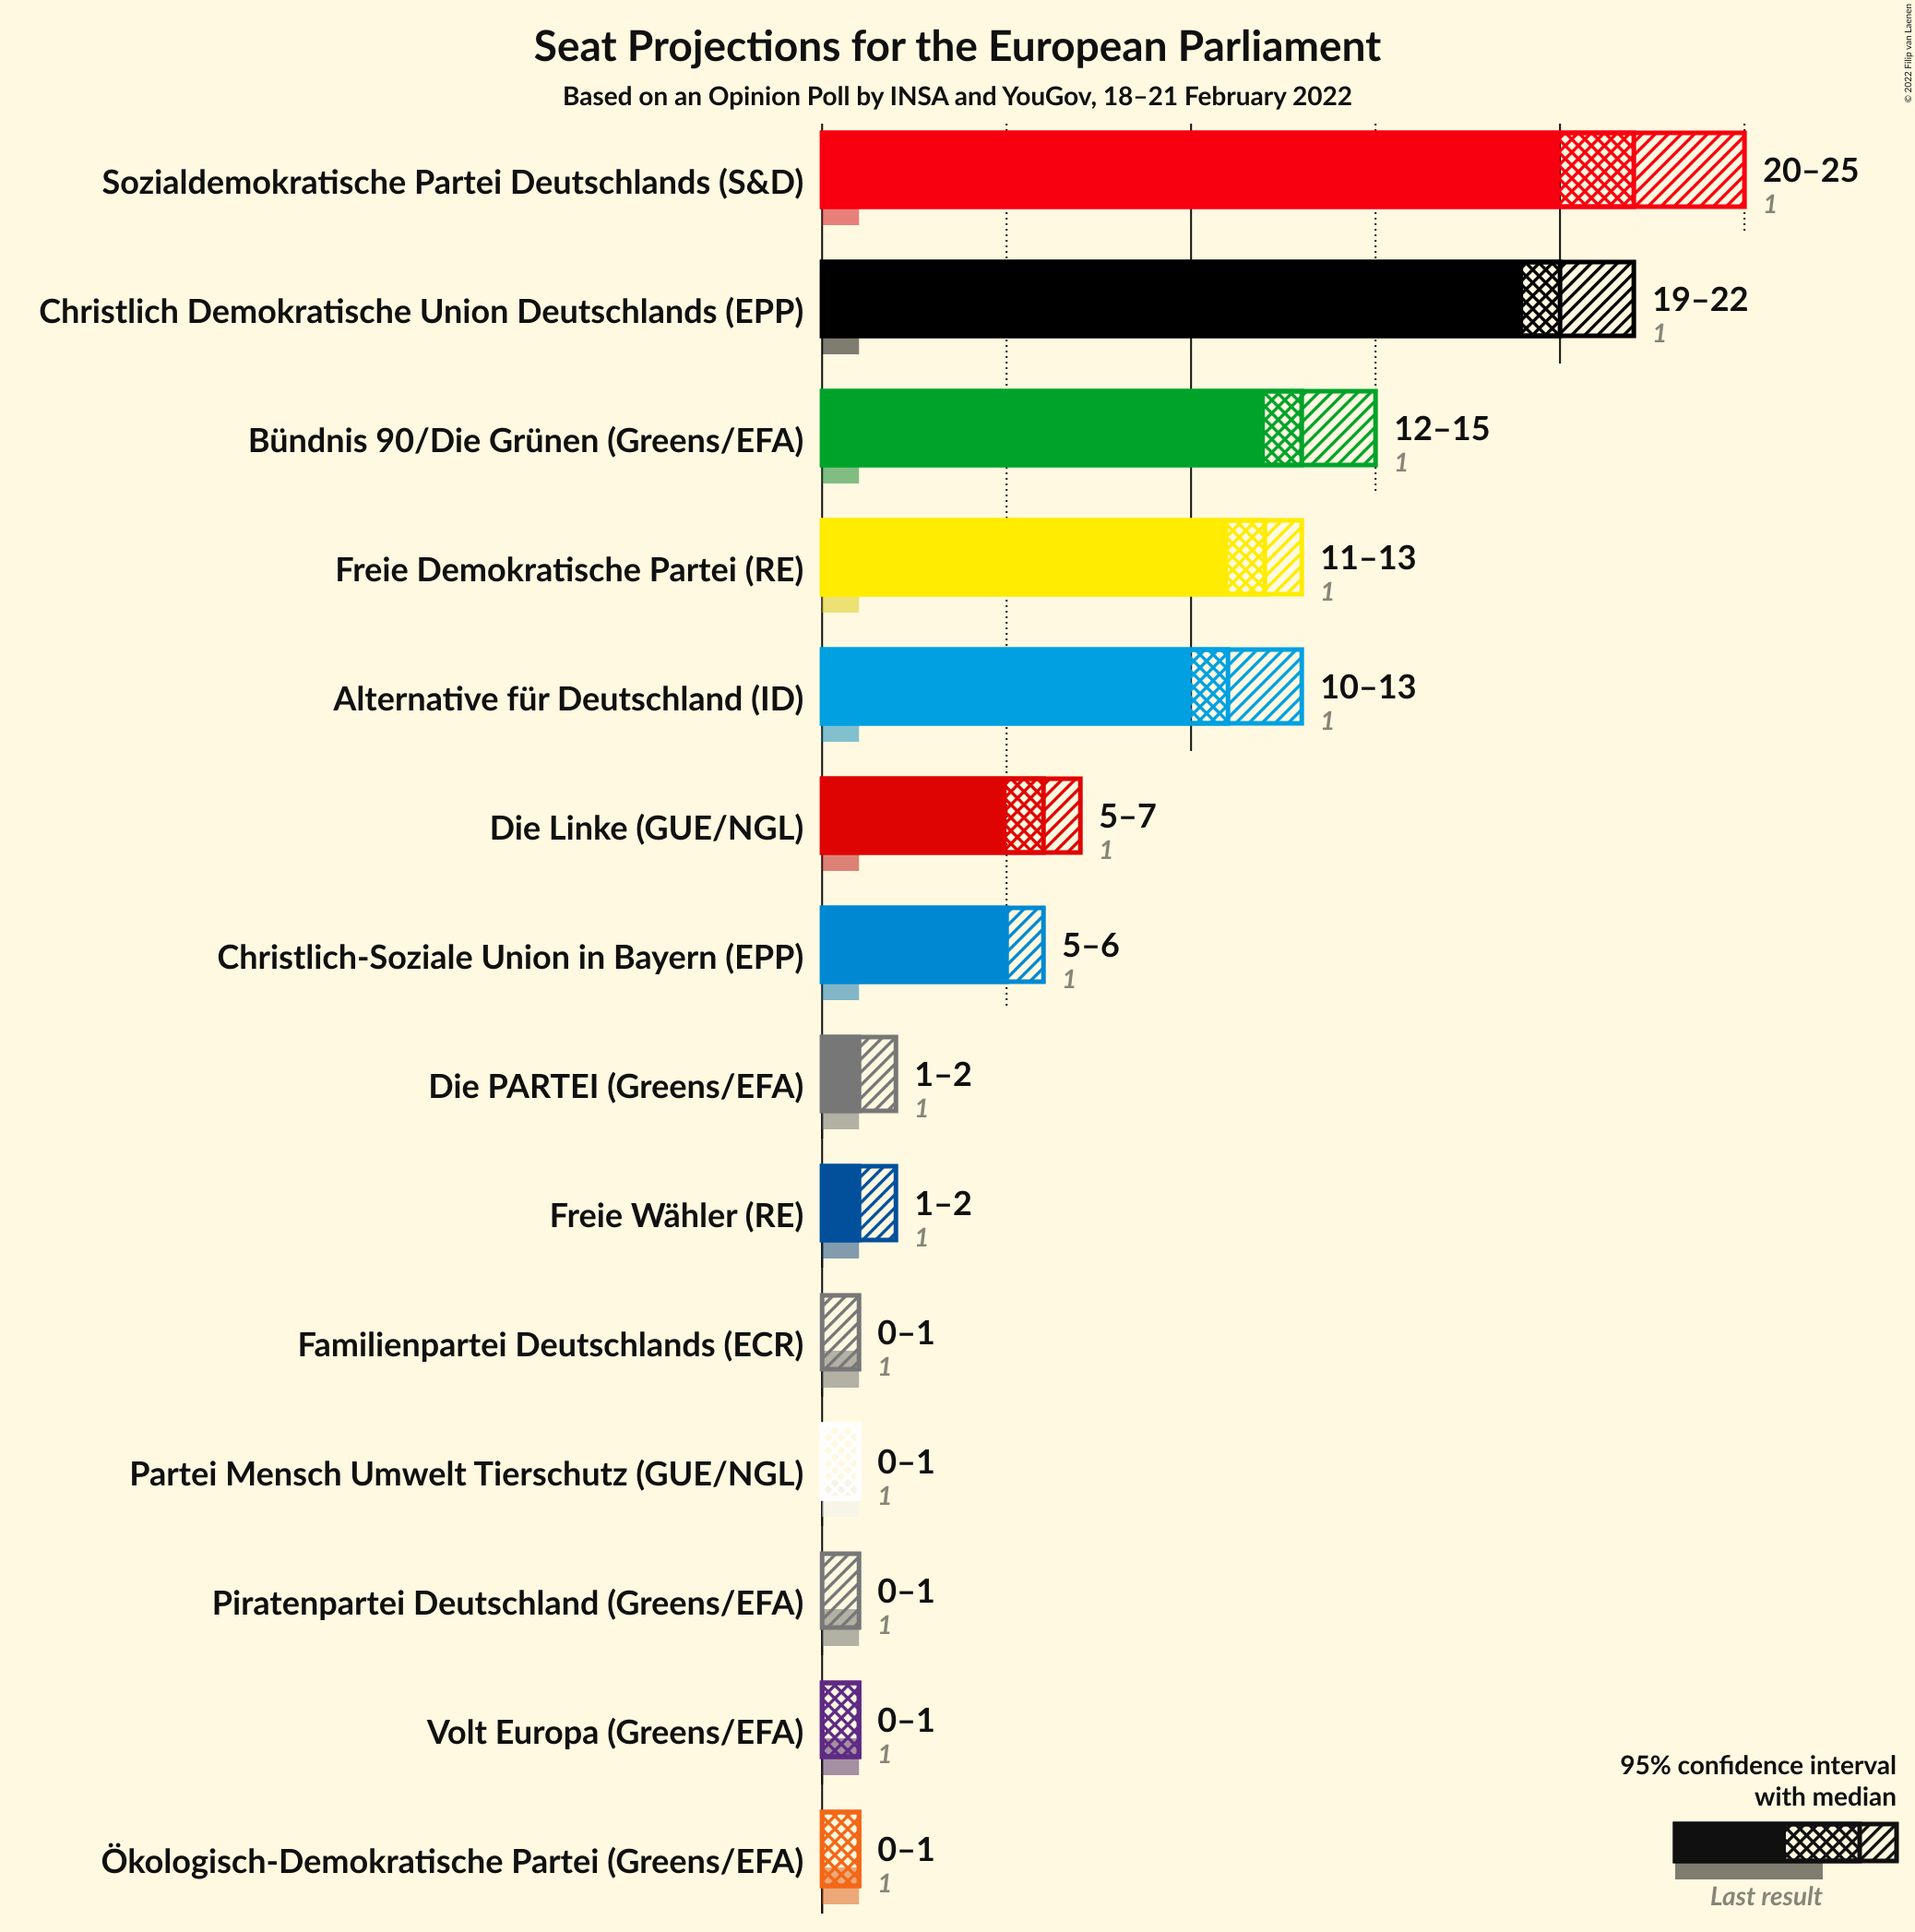 © 2022 Filip van Laenen
Seat Projections for the European Parliament
Based on an Opinion Poll by INSA and YouGov, 18–21 February 2022
Sozialdemokratische Partei Deutschlands (S&D)
20–25
1
Christlich Demokratische Union Deutschlands (EPP)
19–22
1
Bündnis 90/Die Grünen (Greens/EFA)
12–15
1
Freie Demokratische Partei (RE)
11–13
1
Alternative für Deutschland (ID)
10–13
1
Die Linke (GUE/NGL)
5–7
1
Christlich-Soziale Union in Bayern (EPP)
5–6
1
Die PARTEI (Greens/EFA)
1–2
1
Freie Wähler (RE)
1–2
1
Familienpartei Deutschlands (ECR)
0–1
1
Partei Mensch Umwelt Tierschutz (GUE/NGL)
0–1
1
Piratenpartei Deutschland (Greens/EFA)
0–1
1
Volt Europa (Greens/EFA)
0–1
1
Ökologisch-Demokratische Partei (Greens/EFA)
0–1
1
95% confidence interval
with median
Last result